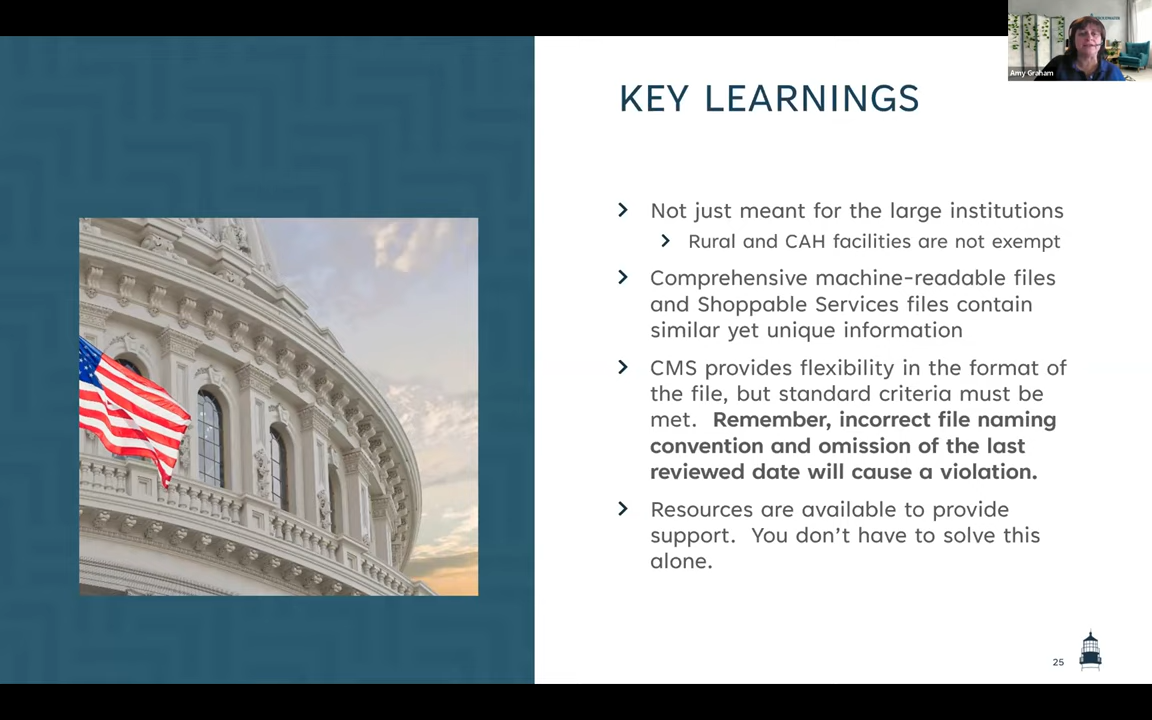 Amy Graham
KEY LEARNINGS
Not just meant for the large institutions
Rural and CAH facilities are not exempt
Comprehensive machine-readable files
and Shoppable Services files contain
similar yet unique information
CMS provides flexibility in the format of
the file, but standard criteria must be
met. Remember, incorrect file naming
convention and omission of the last
reviewed date will cause a violation.
Resources are available to provide
support. You don't have to solve this
alone.
25